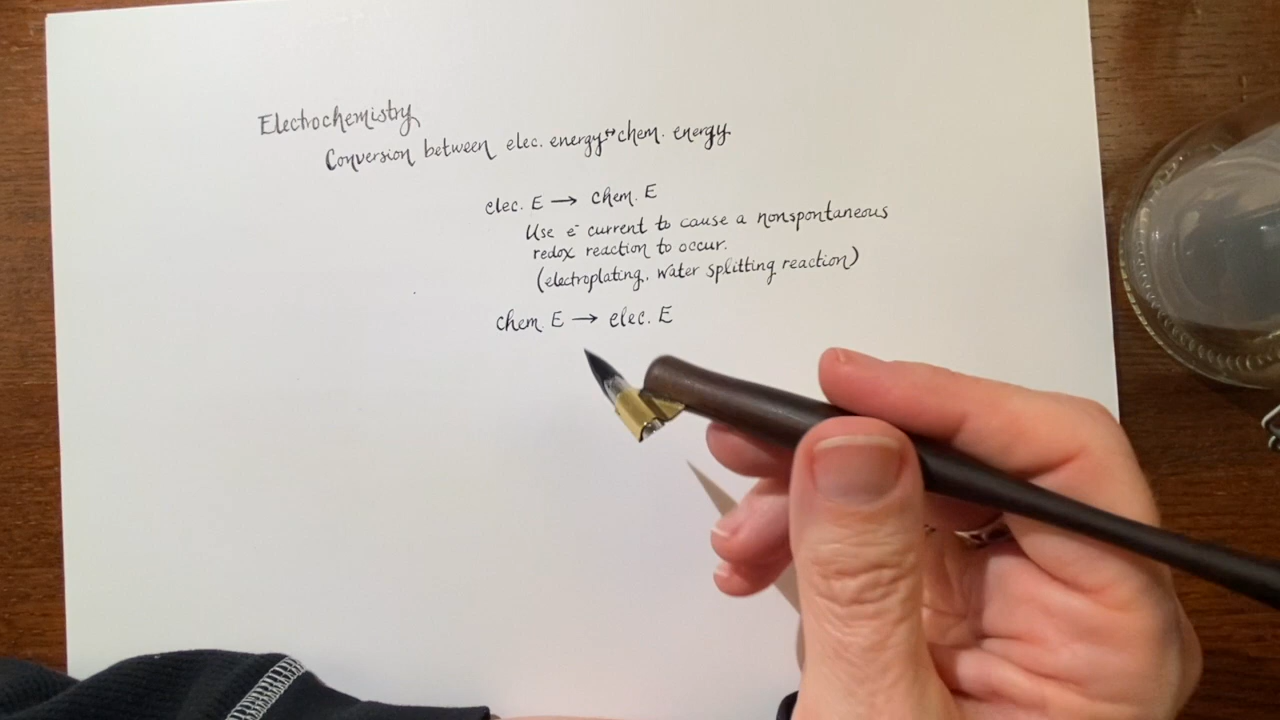 Electrochemistry
Conversion between elec. energy ↔ chem. energy
elec. E → chem. E
Use e⁻ current to cause a nonspontaneous
redox reaction to occur.
(electroplating, water splitting reaction)
chem. E → elec. E